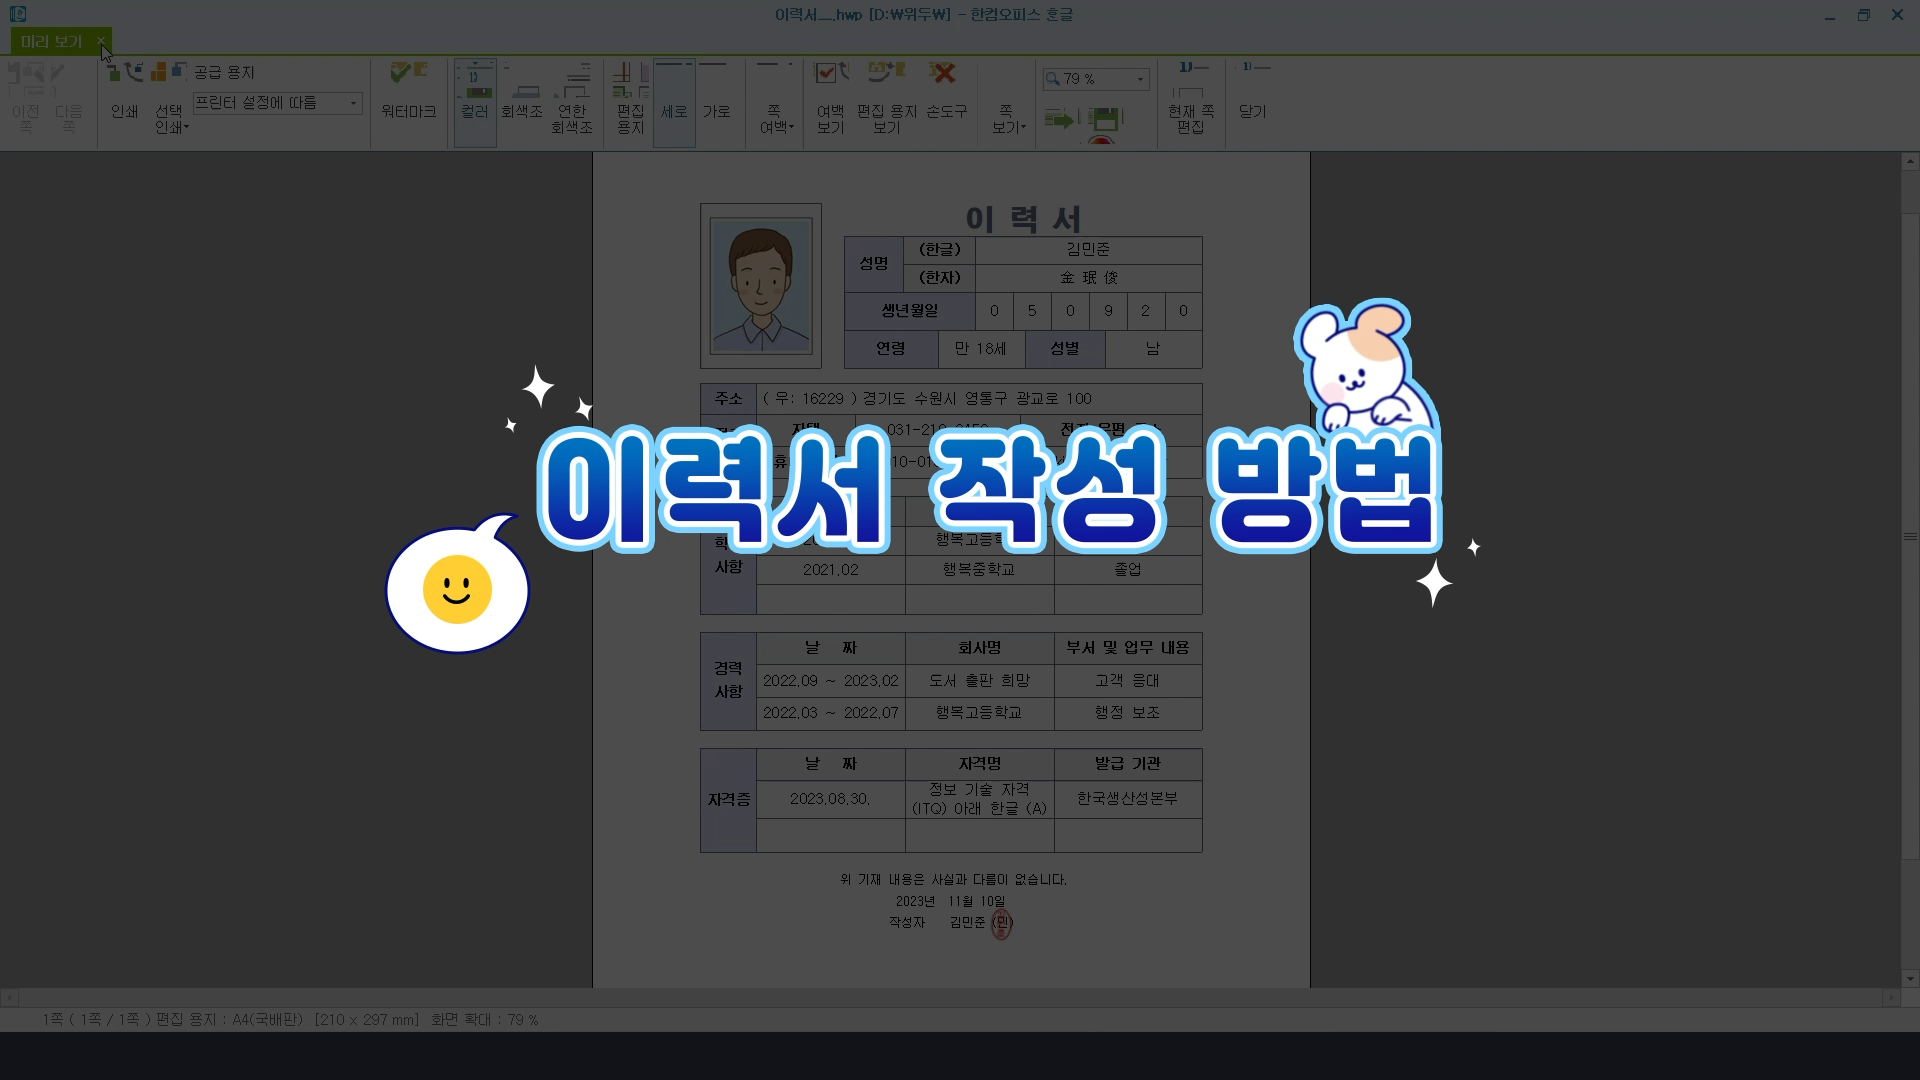 이력서__.hwp [D:\위두\] - 한컴오피스 한글
미리 보기
이전 쪽
다음 쪽
인쇄
선택 인쇄
공급 용지
프린터 설정에 따름
워터마크
컬러
회색조
연한 회색조
편집 용지
세로
가로
쪽 여백
여백 보기
편집 용지 보기
손도구
쪽 보기
79 %
현재 쪽 편집
닫기
이 력 서
성명 (한글) 김민준
(한자) 金 珉 俊
생년월일 0 5 0 9 2 0
연령 만 18세 성별 남
주소 ( 우: 16229 ) 경기도 수원시 영통구 광교로 100
이력서 작성 방법
행복고등학
사항 2021.02 행복중학교 졸업
경력 사항
날 짜 회사명 부서 및 업무 내용
2022.09 ~ 2023.02 도서 출판 희망 고객 응대
2022.03 ~ 2022.07 행복고등학교 행정 보조
자격증
날 짜 자격명 발급 기관
2023.08.30. 정보 기술 자격 (ITQ) 아래 한글 (A) 한국생산성본부
위 기재 내용은 사실과 다름이 없습니다.
2023년 11월 10일
작성자 김민준 (인)
1쪽 ( 1쪽 / 1쪽 ) 편집 용지 : A4(국배판) [210 x 297 mm] 화면 확대 : 79 %